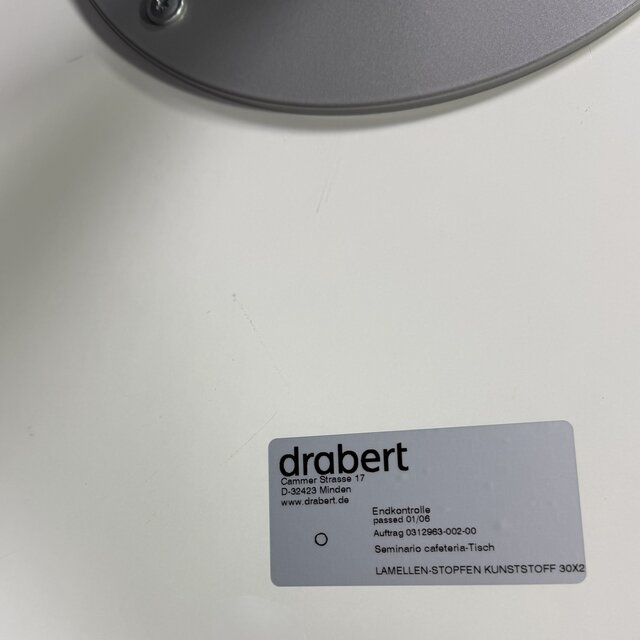 drabert
Cammer Strasse 17
D-32423 Minden
www.drabert.de
Endkontrolle
passed 01/06
Auftrag 0312963-002-00
Seminario cafeteria-Tisch
LAMELLEN-STOPFEN KUNSTSTOFF 30X2